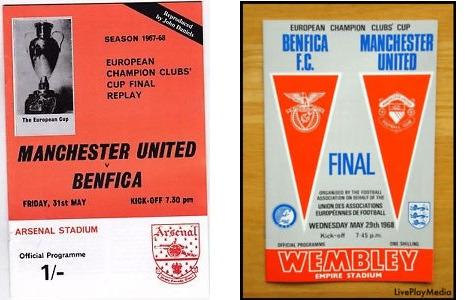 Reproduced
by John Daniels
SEASON 1967-68
EUROPEAN
CHAMPION CLUBS'
CUP FINAL
REPLAY
The European Cup
MANCHESTER UNITED
v
BENFICA
FRIDAY, 31st MAY
KICK-OFF 7.30 pm
ARSENAL STADIUM
Official Programme
1/-
Arsenal
EUROPEAN CHAMPION CLUBS' CUP
BENFICA
F.C.
MANCHESTER
UNITED
FINAL
ORGANISED BY THE FOOTBALL
ASSOCIATION ON BEHALF OF THE
UNION DES ASSOCIATIONS
EUROPÉENNES DE FOOTBALL
WEDNESDAY MAY 29th 1968
Kick-off 7-45 p.m.
OFFICIAL PROGRAMME
ONE SHILLING
WEMBLEY
EMPIRE STADIUM
LivePlayMedia